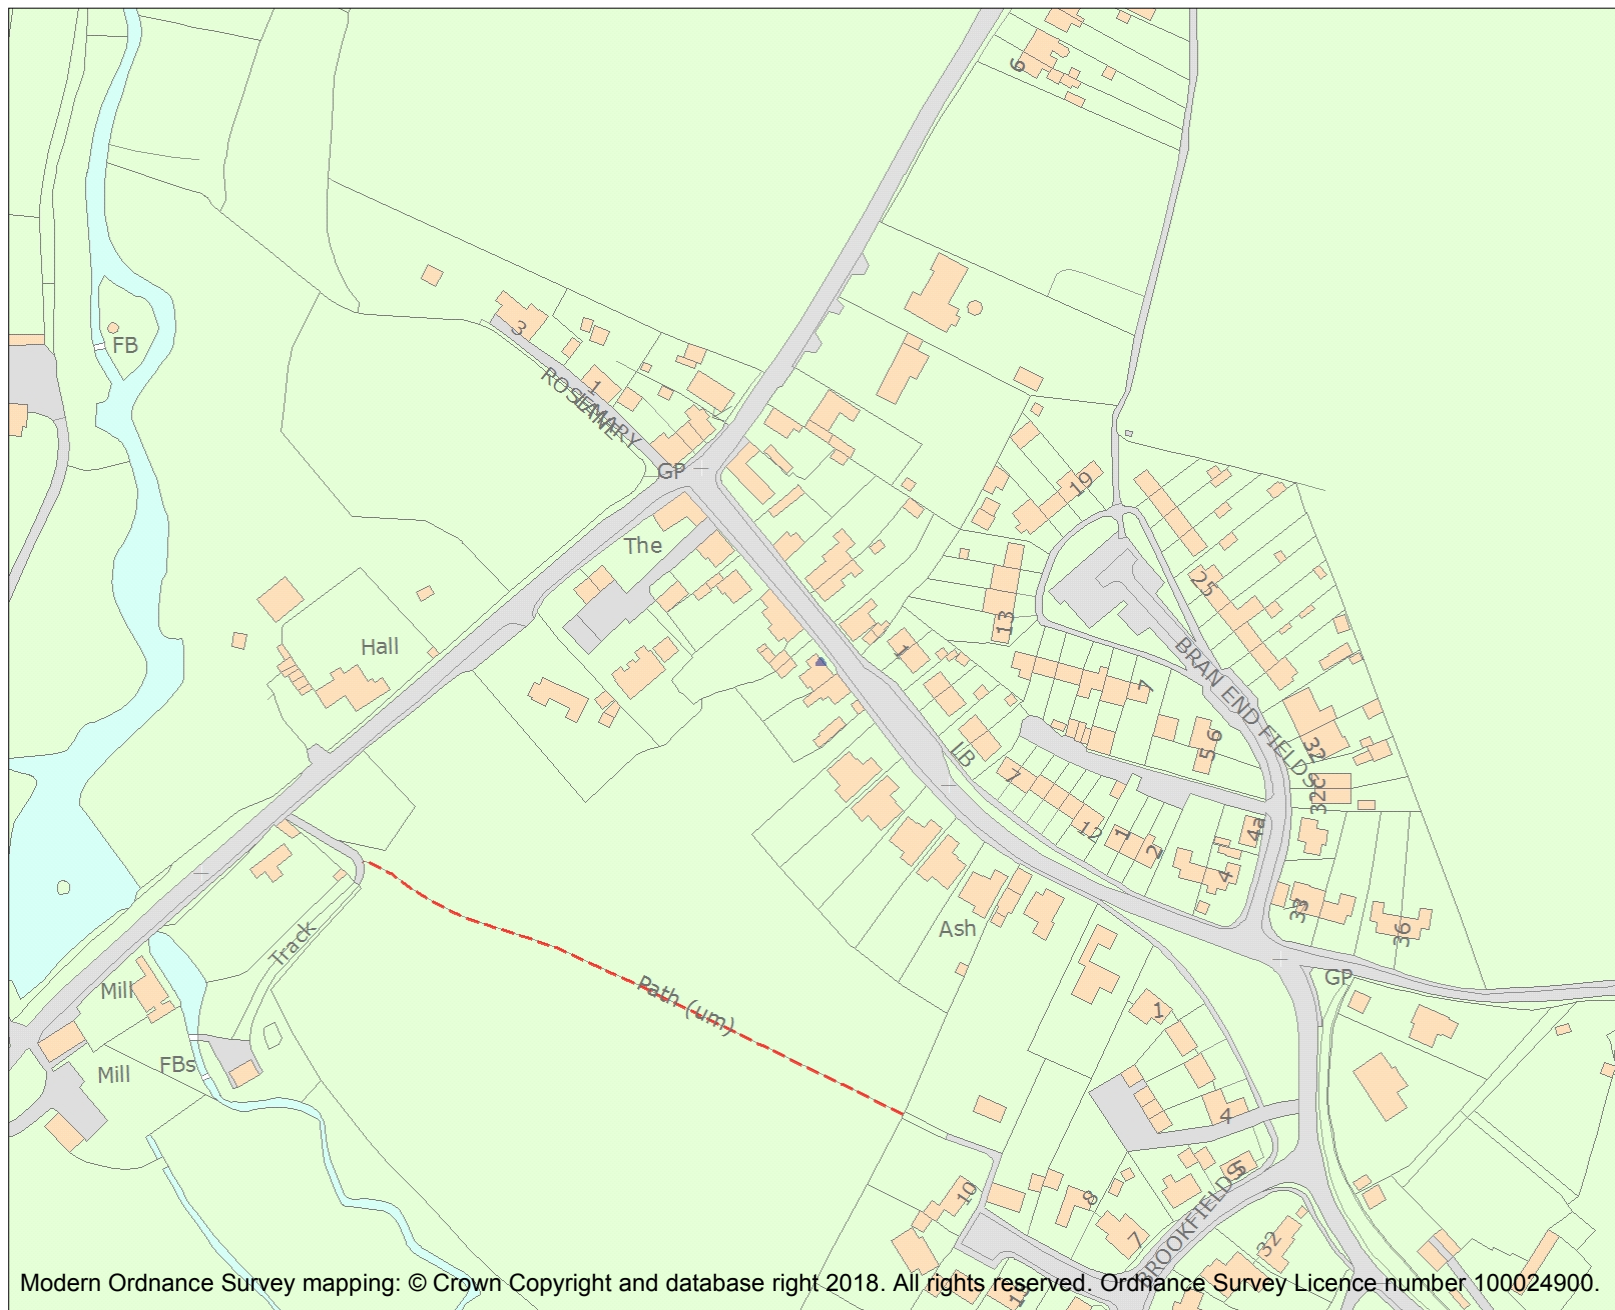 6
FB
3
1
ROSEMARY
LANE
GP
The
19
25
13
Hall
1
BRAN END FIELDS
7
5 6
32
32c
LB
7
12
1
2
4a
4
33
36
Ash
GP
Track
Path (um)
Mill
1
FBs
Mill
4
5
10
8
7
BROOKFIELDS
32
Modern Ordnance Survey mapping: © Crown Copyright and database right 2018. All rights reserved. Ordnance Survey Licence number 100024900.